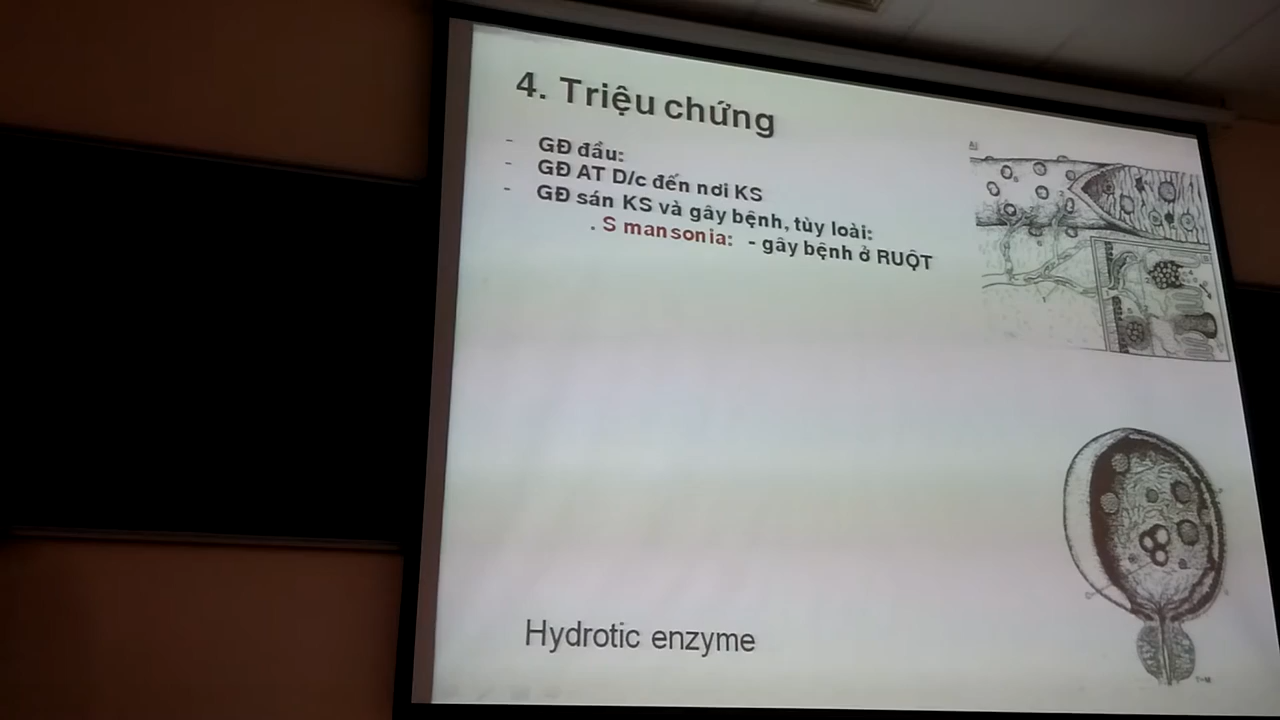 4. Triệu chứng
- GĐ đầu:
- GĐ AT D/c đến nơi KS
- GĐ sán KS và gây bệnh, tùy loài:
. S mansonia: - gây bệnh ở RUỘT
Hydrotic enzyme